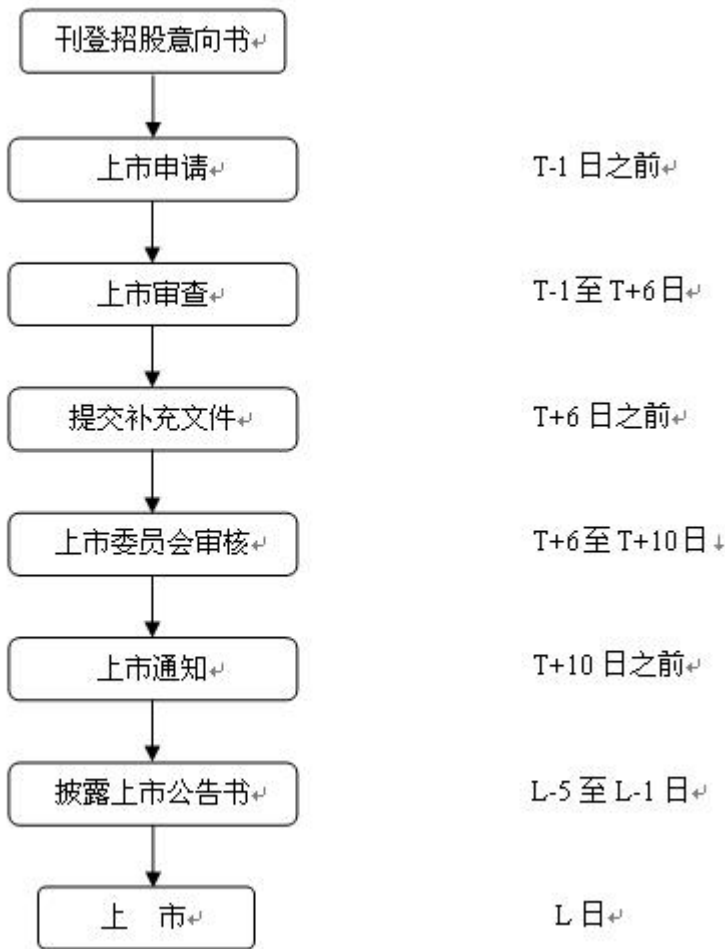 刊登招股意向书
上市申请 T-1 日之前
上市审查 T-1至 T+6日
提交补充文件 T+6 日之前
上市委员会审核 T+6至 T+10日
上市通知 T+10 日之前
披露上市公告书 L-5 至 L-1 日
上 市 L 日